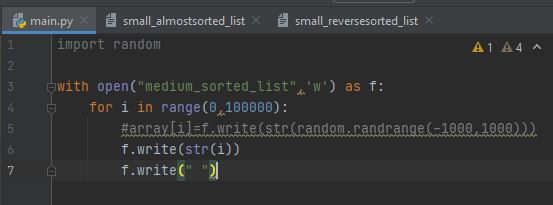 main.py small_almostsorted_list small_reversesorted_list
1 import random
1 4
2
3 with open("medium_sorted_list",'w') as f:
4 for i in range(0,100000):
5 #array[i]=f.write(str(random.randrange(-1000,1000)))
6 f.write(str(i))
7 f.write(" ")